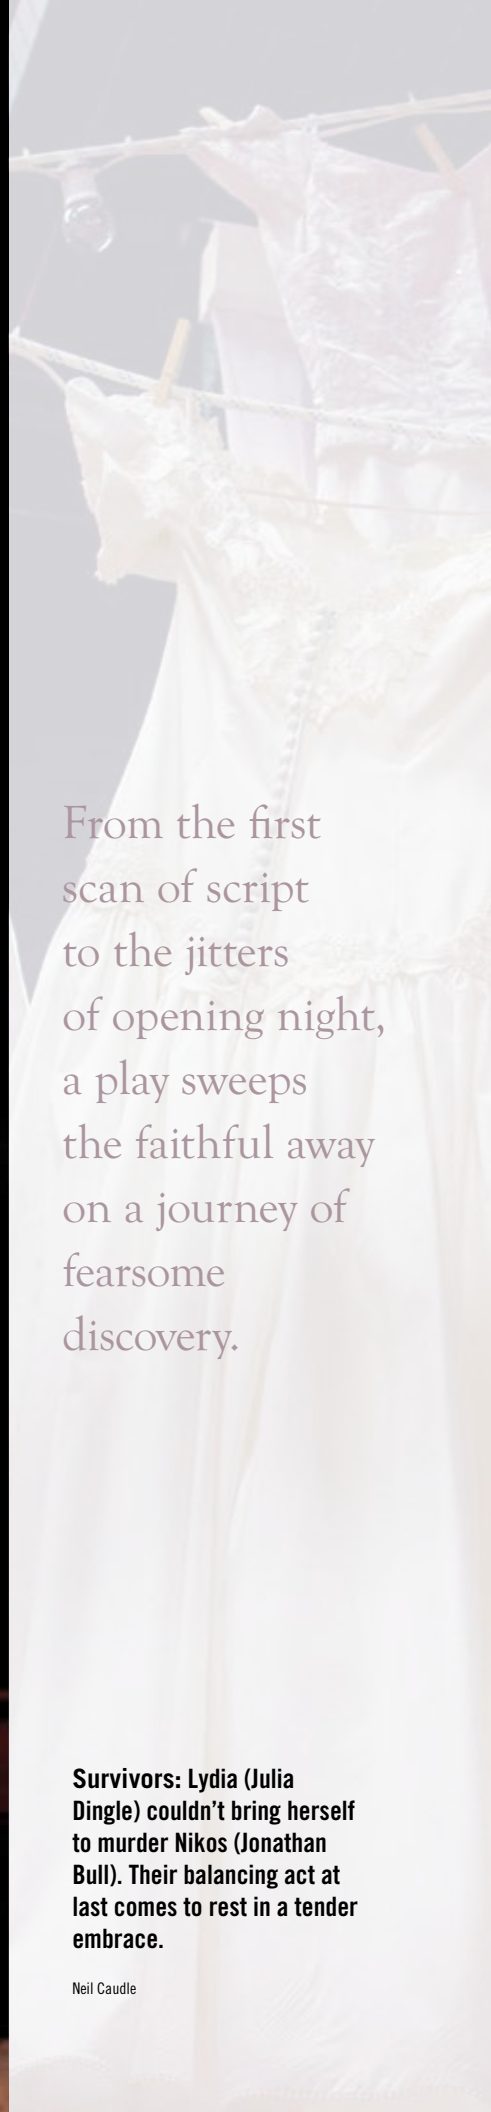 From the first
scan of script
to the jitters
of opening night,
a play sweeps
the faithful away
on a journey of
fearsome
discovery.
Survivors: Lydia (Julia
Dingle) couldn’t bring herself
to murder Nikos (Jonathan
Bull). Their balancing act at
last comes to rest in a tender
embrace.
Neil Caudle